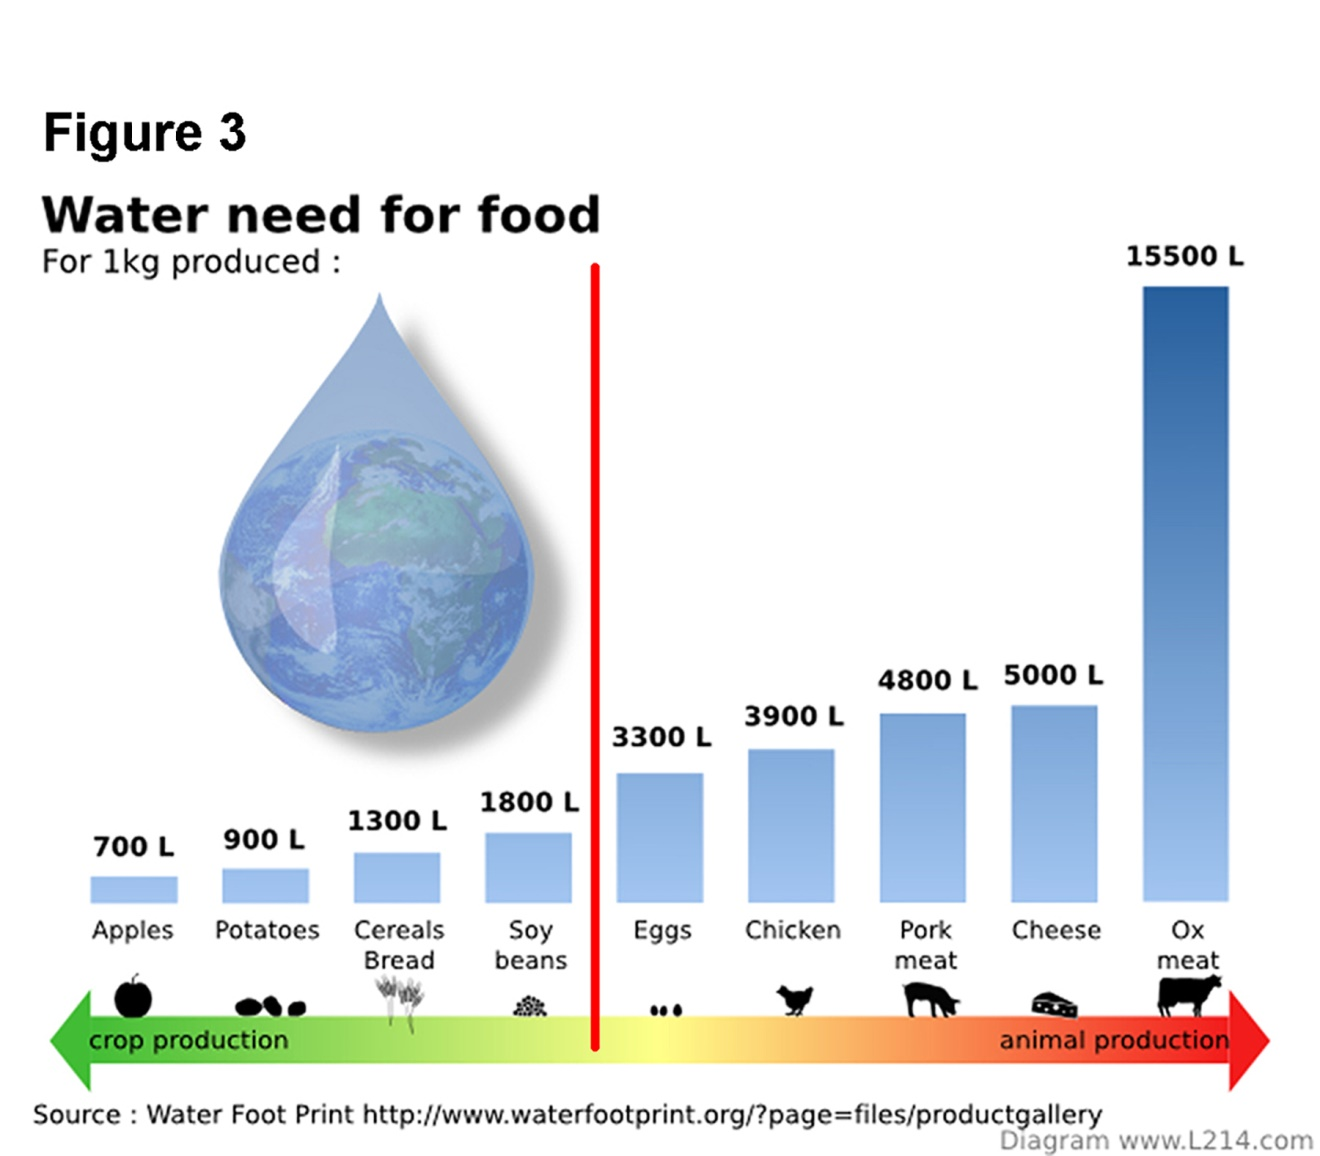 Figure 3
Water need for food
For 1kg produced :
15500 L
5000 L
4800 L
3900 L
3300 L
1800 L
1300 L
900 L
700 L
Apples
Potatoes
Cereals
Bread
Soy
beans
Eggs
Chicken
Pork
meat
Cheese
Ox
meat
crop production
animal production
Source : Water Foot Print http://www.waterfootprint.org/?page=files/productgallery
Diagram www.L214.com